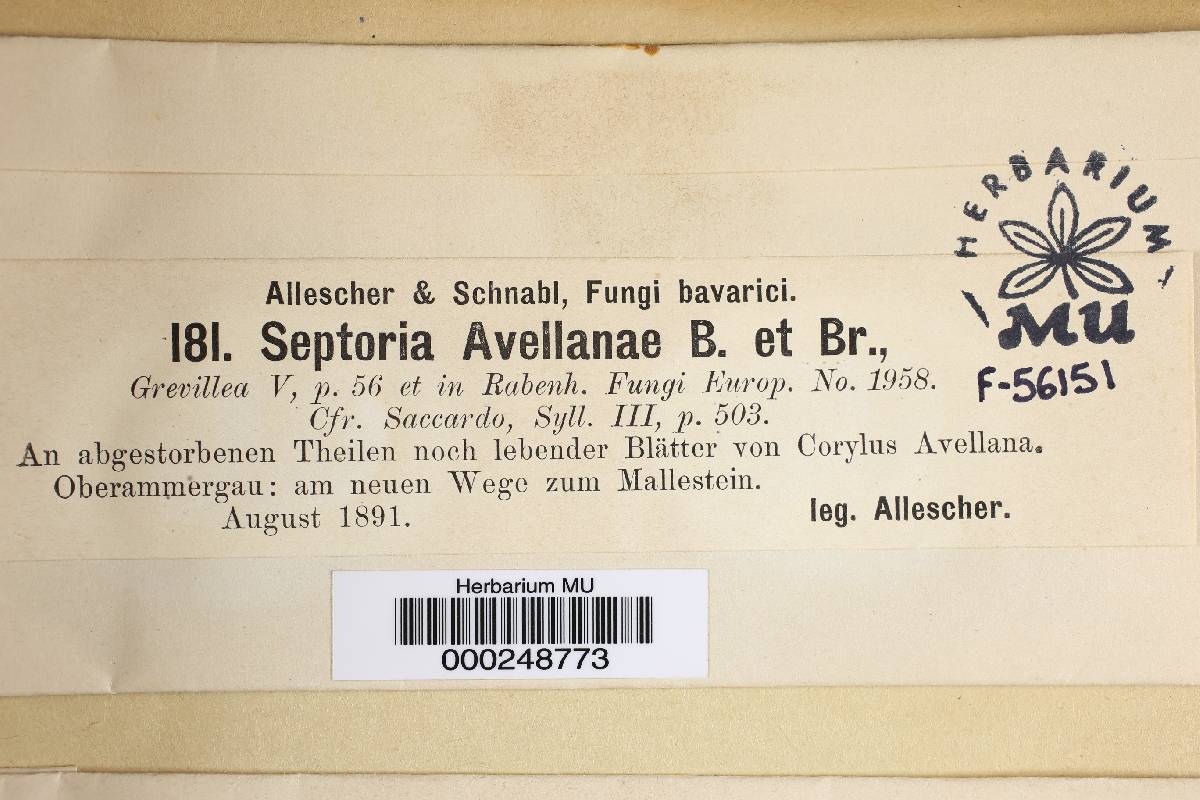 HERBARIUM
MU
F-56151
Allescher & Schnabl, Fungi bavarici.
181. Septoria Avellanae B. et Br.,
Grevillea V, p. 56 et in Rabenh. Fungi Europ. No. 1958.
Cfr. Saccardo, Syll. III, p. 503.
An abgestorbenen Theilen noch lebender Blätter von Corylus Avellana.
Oberammergau: am neuen Wege zum Mallestein.
August 1891.
leg. Allescher.
Herbarium MU
000248773